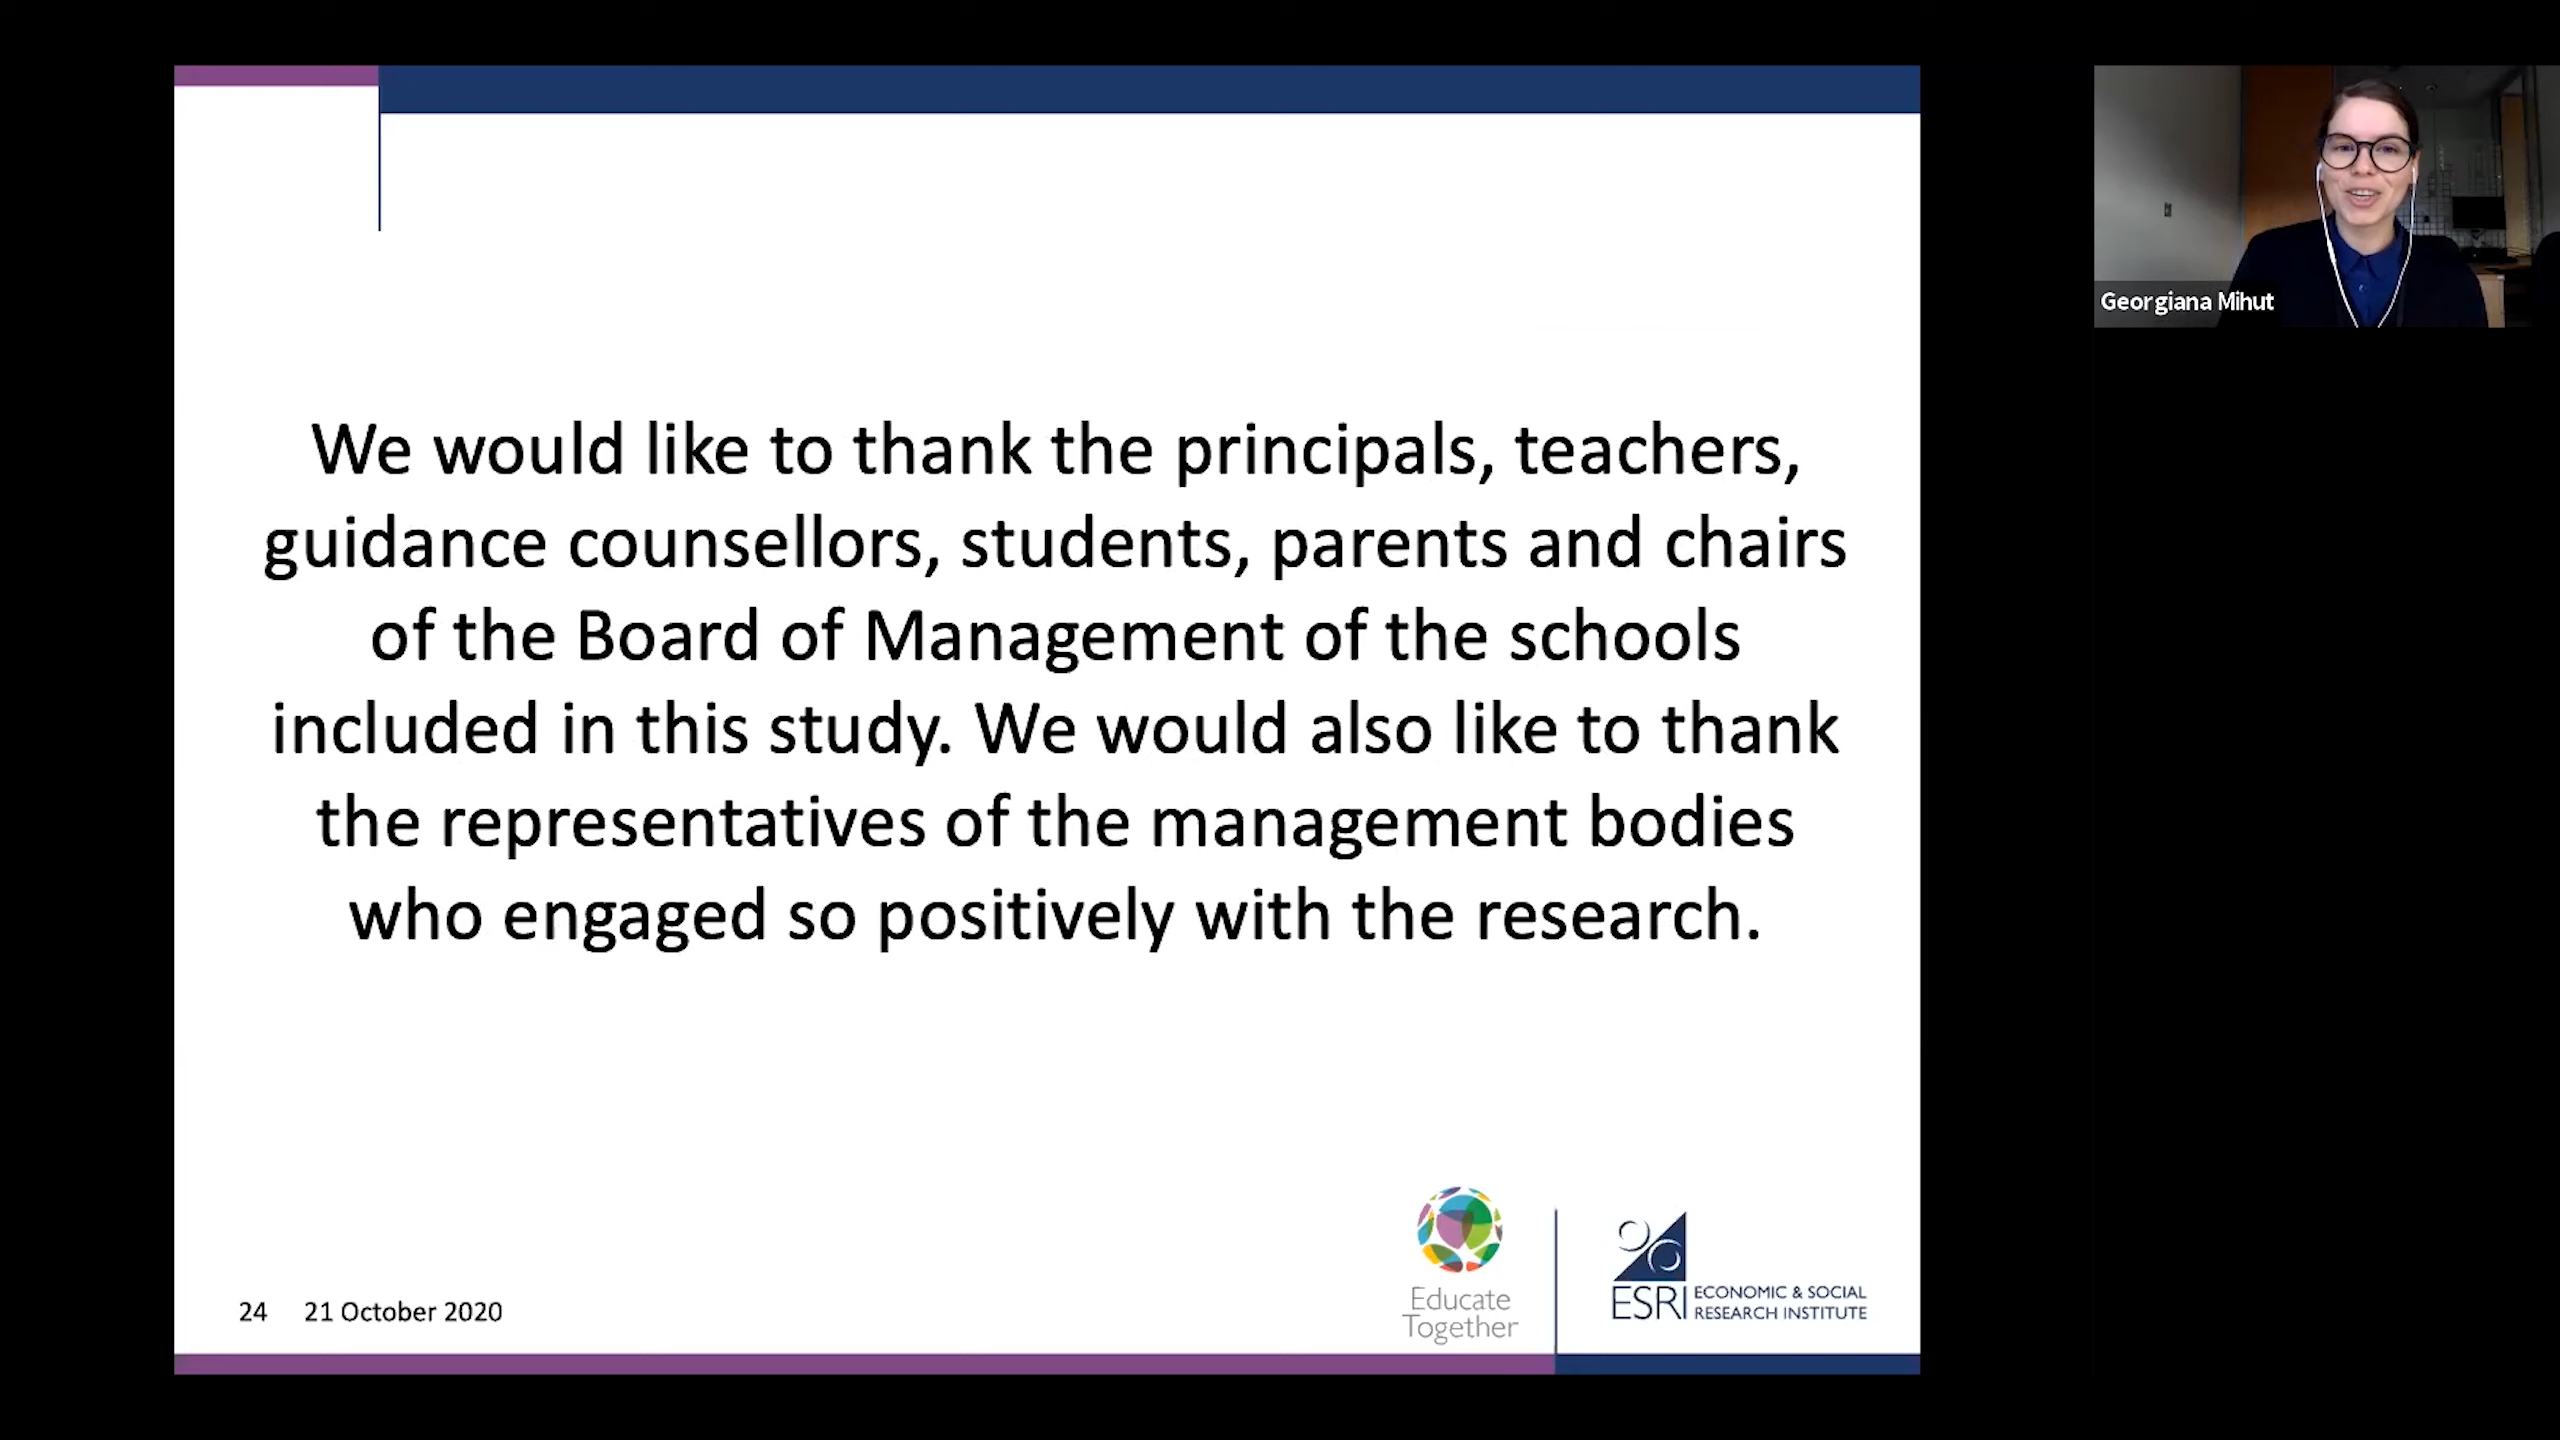 We would like to thank the principals, teachers,
guidance counsellors, students, parents and chairs
of the Board of Management of the schools
included in this study. We would also like to thank
the representatives of the management bodies
who engaged so positively with the research.
24 21 October 2020
Educate
Together
ESRI ECONOMIC & SOCIAL
RESEARCH INSTITUTE
Georgiana Mihut